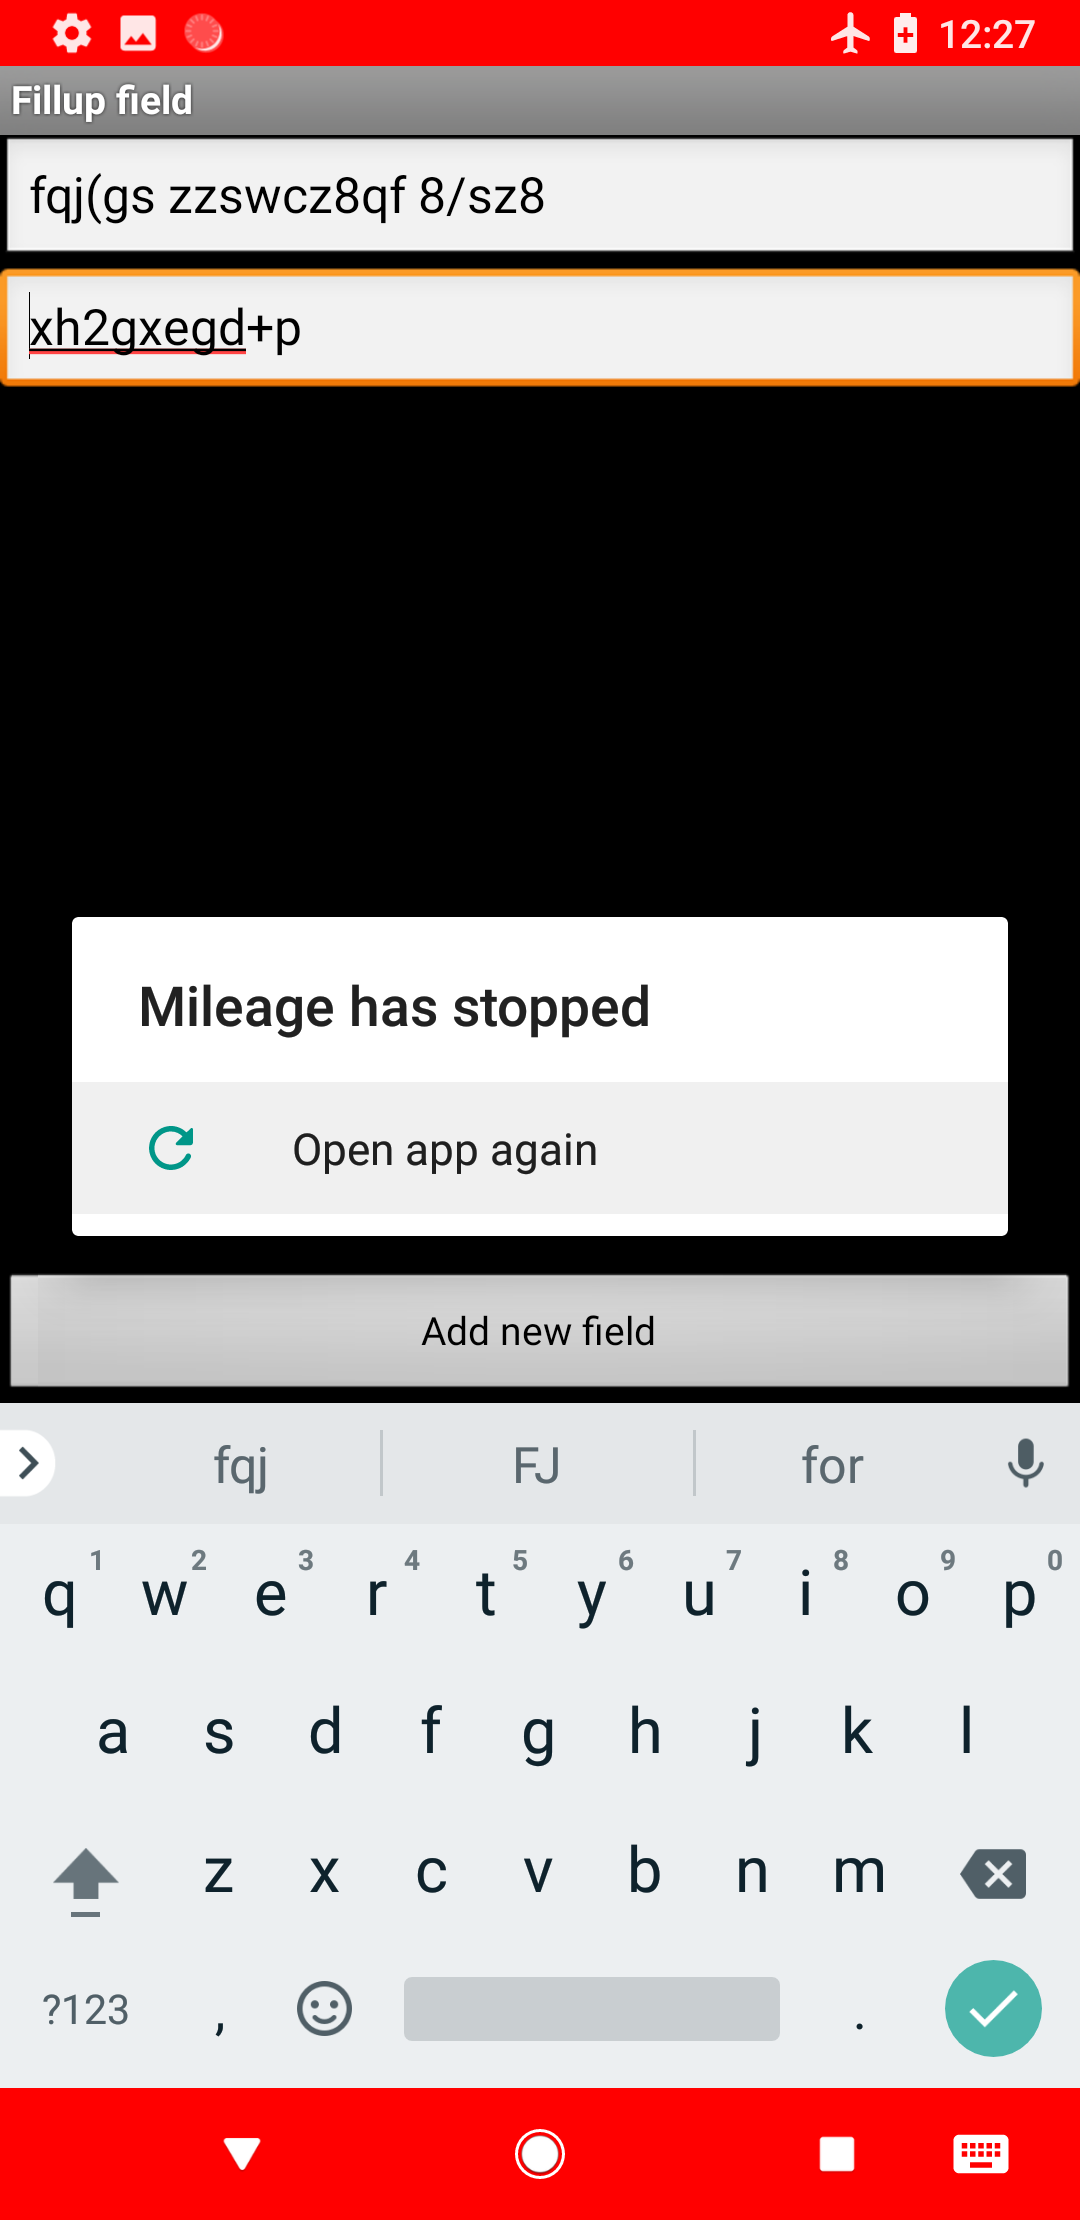 12:27
Fillup field
fqj(gs zzswcz8qf 8/sz8
xh2gxegd+p
Mileage has stopped
Open app again
Add new field
fqj FJ for
1 2 3 4 5 6 7 8 9 0
q w e r t y u i o p
a s d f g h j k l
z x c v b n m
?123 , .